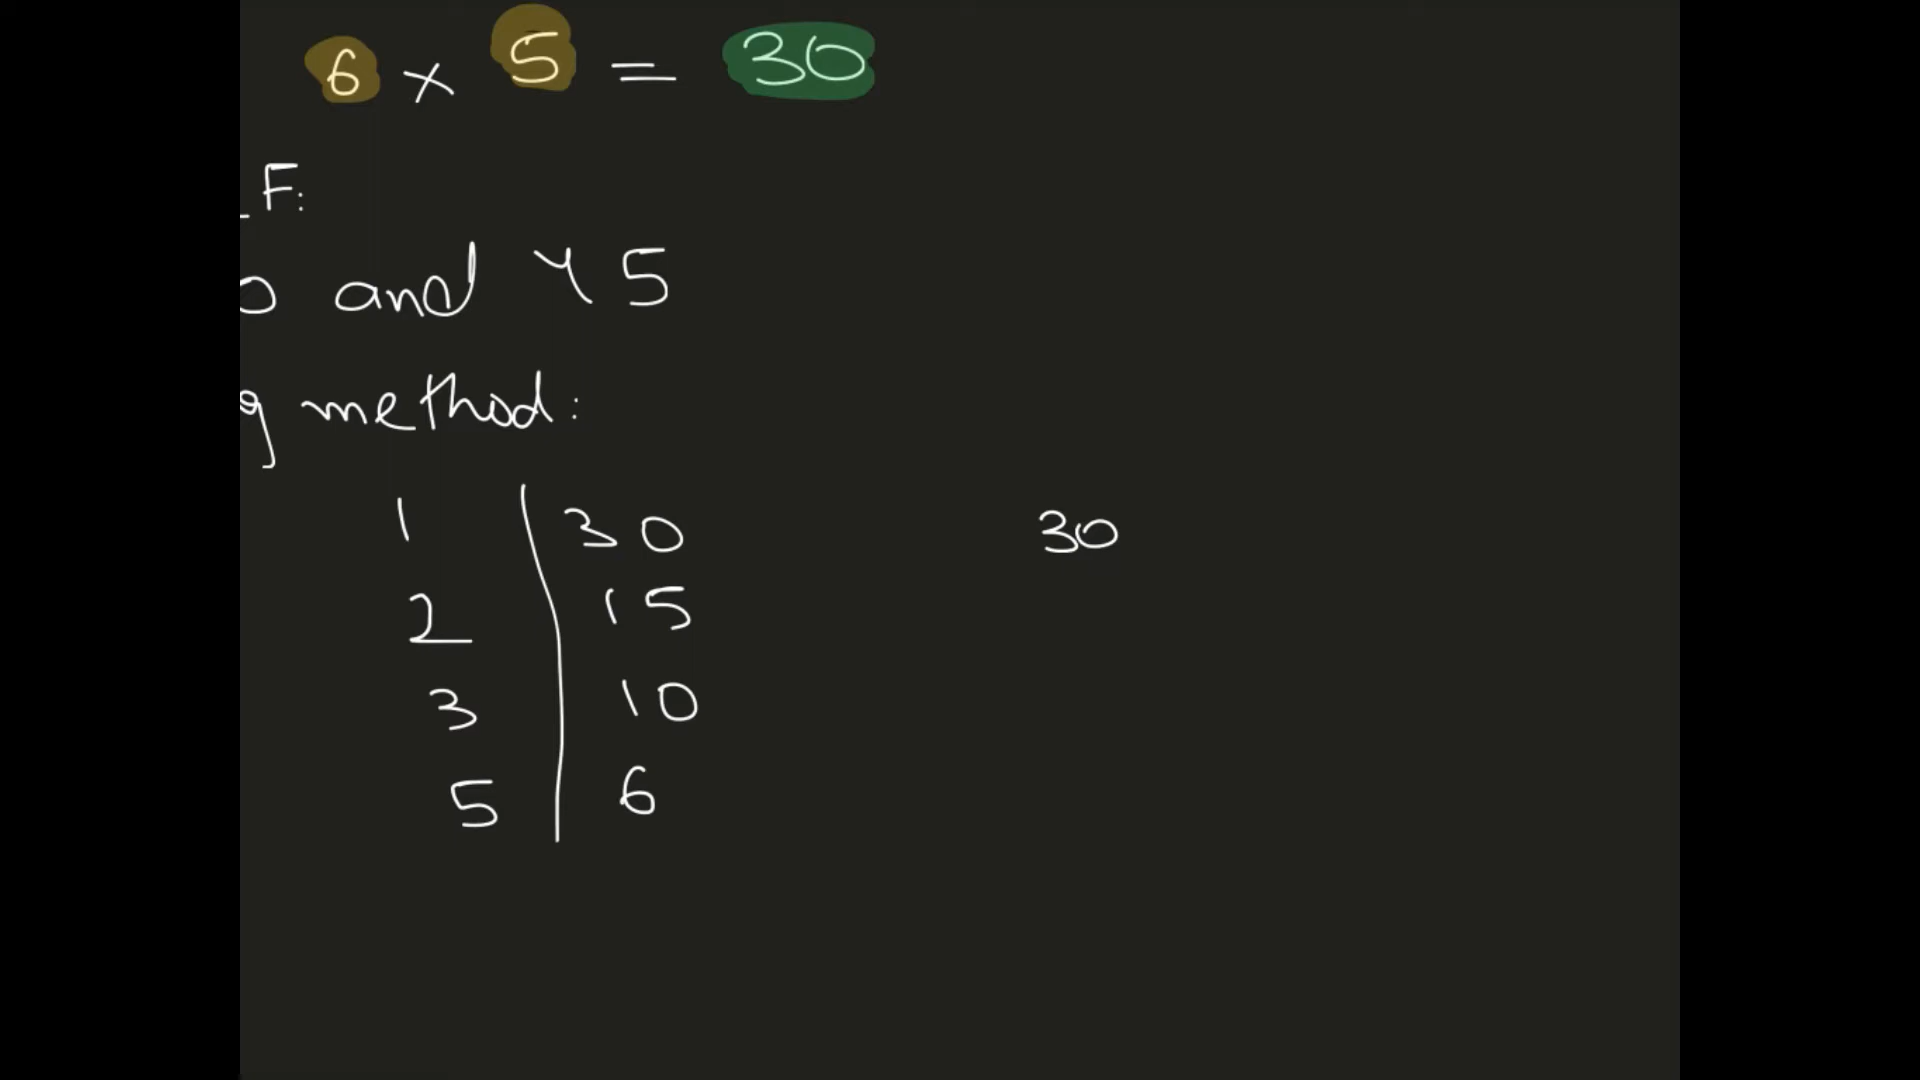 6 × 5 = 30
F:
and 45
method:
1 | 30
2 | 15
3 | 10
5 | 6
30